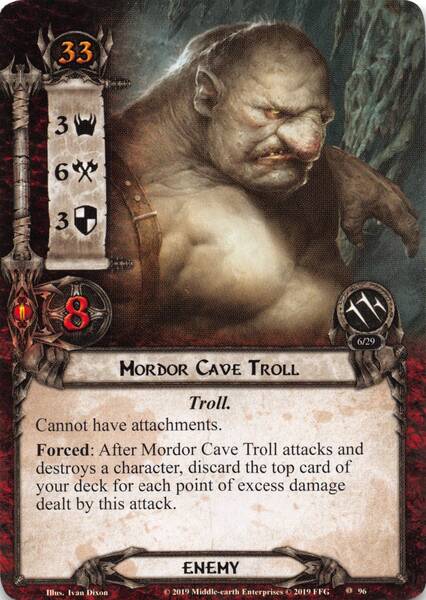 33
3
6
3
8
6/29
Mordor Cave Troll
Troll.
Cannot have attachments.
Forced: After Mordor Cave Troll attacks and
destroys a character, discard the top card of
your deck for each point of excess damage
dealt by this attack.
ENEMY
Illus. Ivan Dixon © 2019 Middle-earth Enterprises © 2019 FFG 96